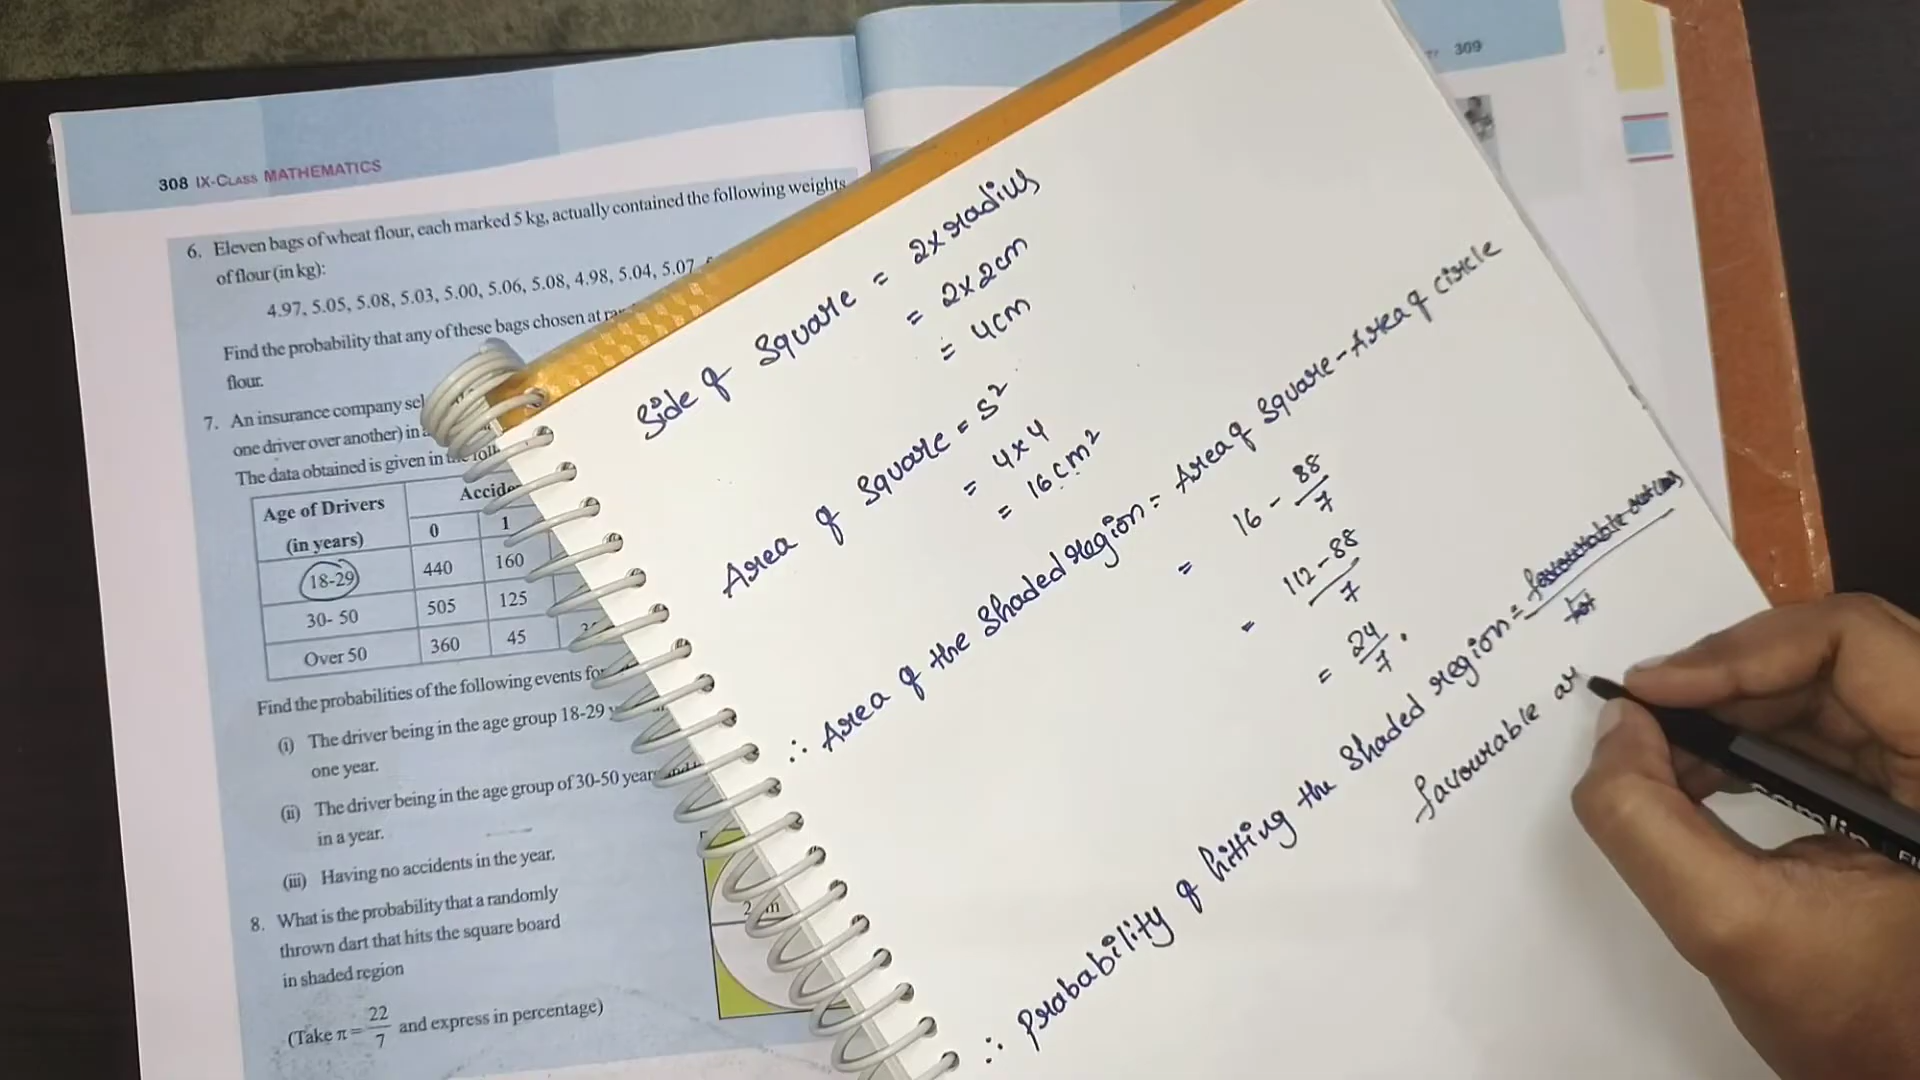 308 IX-CLASS MATHEMATICS
309
6. Eleven bags of wheat flour, each marked 5 kg, actually contained the following weights
of flour (in kg):
4.97, 5.05, 5.08, 5.03, 5.00, 5.06, 5.08, 4.98, 5.04, 5.07,
Find the probability that any of these bags chosen at
flour.
7. An insurance company
one driver over another) in
The data obtained is given in the
Age of Drivers
(in years)
0 1
18-29 440 160
30- 50 505 125
Over 50 360 45
Find the probabilities of the following events
(i) The driver being in the age group 18-29
one year.
(ii) The driver being in the age group of 30-50 years and
in a year.
(iii) Having no accidents in the year.
8. What is the probability that a randomly
thrown dart that hits the square board
in shaded region
(Take π = 22/7 and express in percentage)
Side of Square = 2×radius
= 2×2cm
= 4cm
Area of Square = S²
= 4×4
= 16cm²
∴ Area of the Shaded region = Area of Square - Area of circle
= 16 - 88/7
= 112-88/7
= 24/7.
∴ Probability of hitting the Shaded region =
favourable
camlin